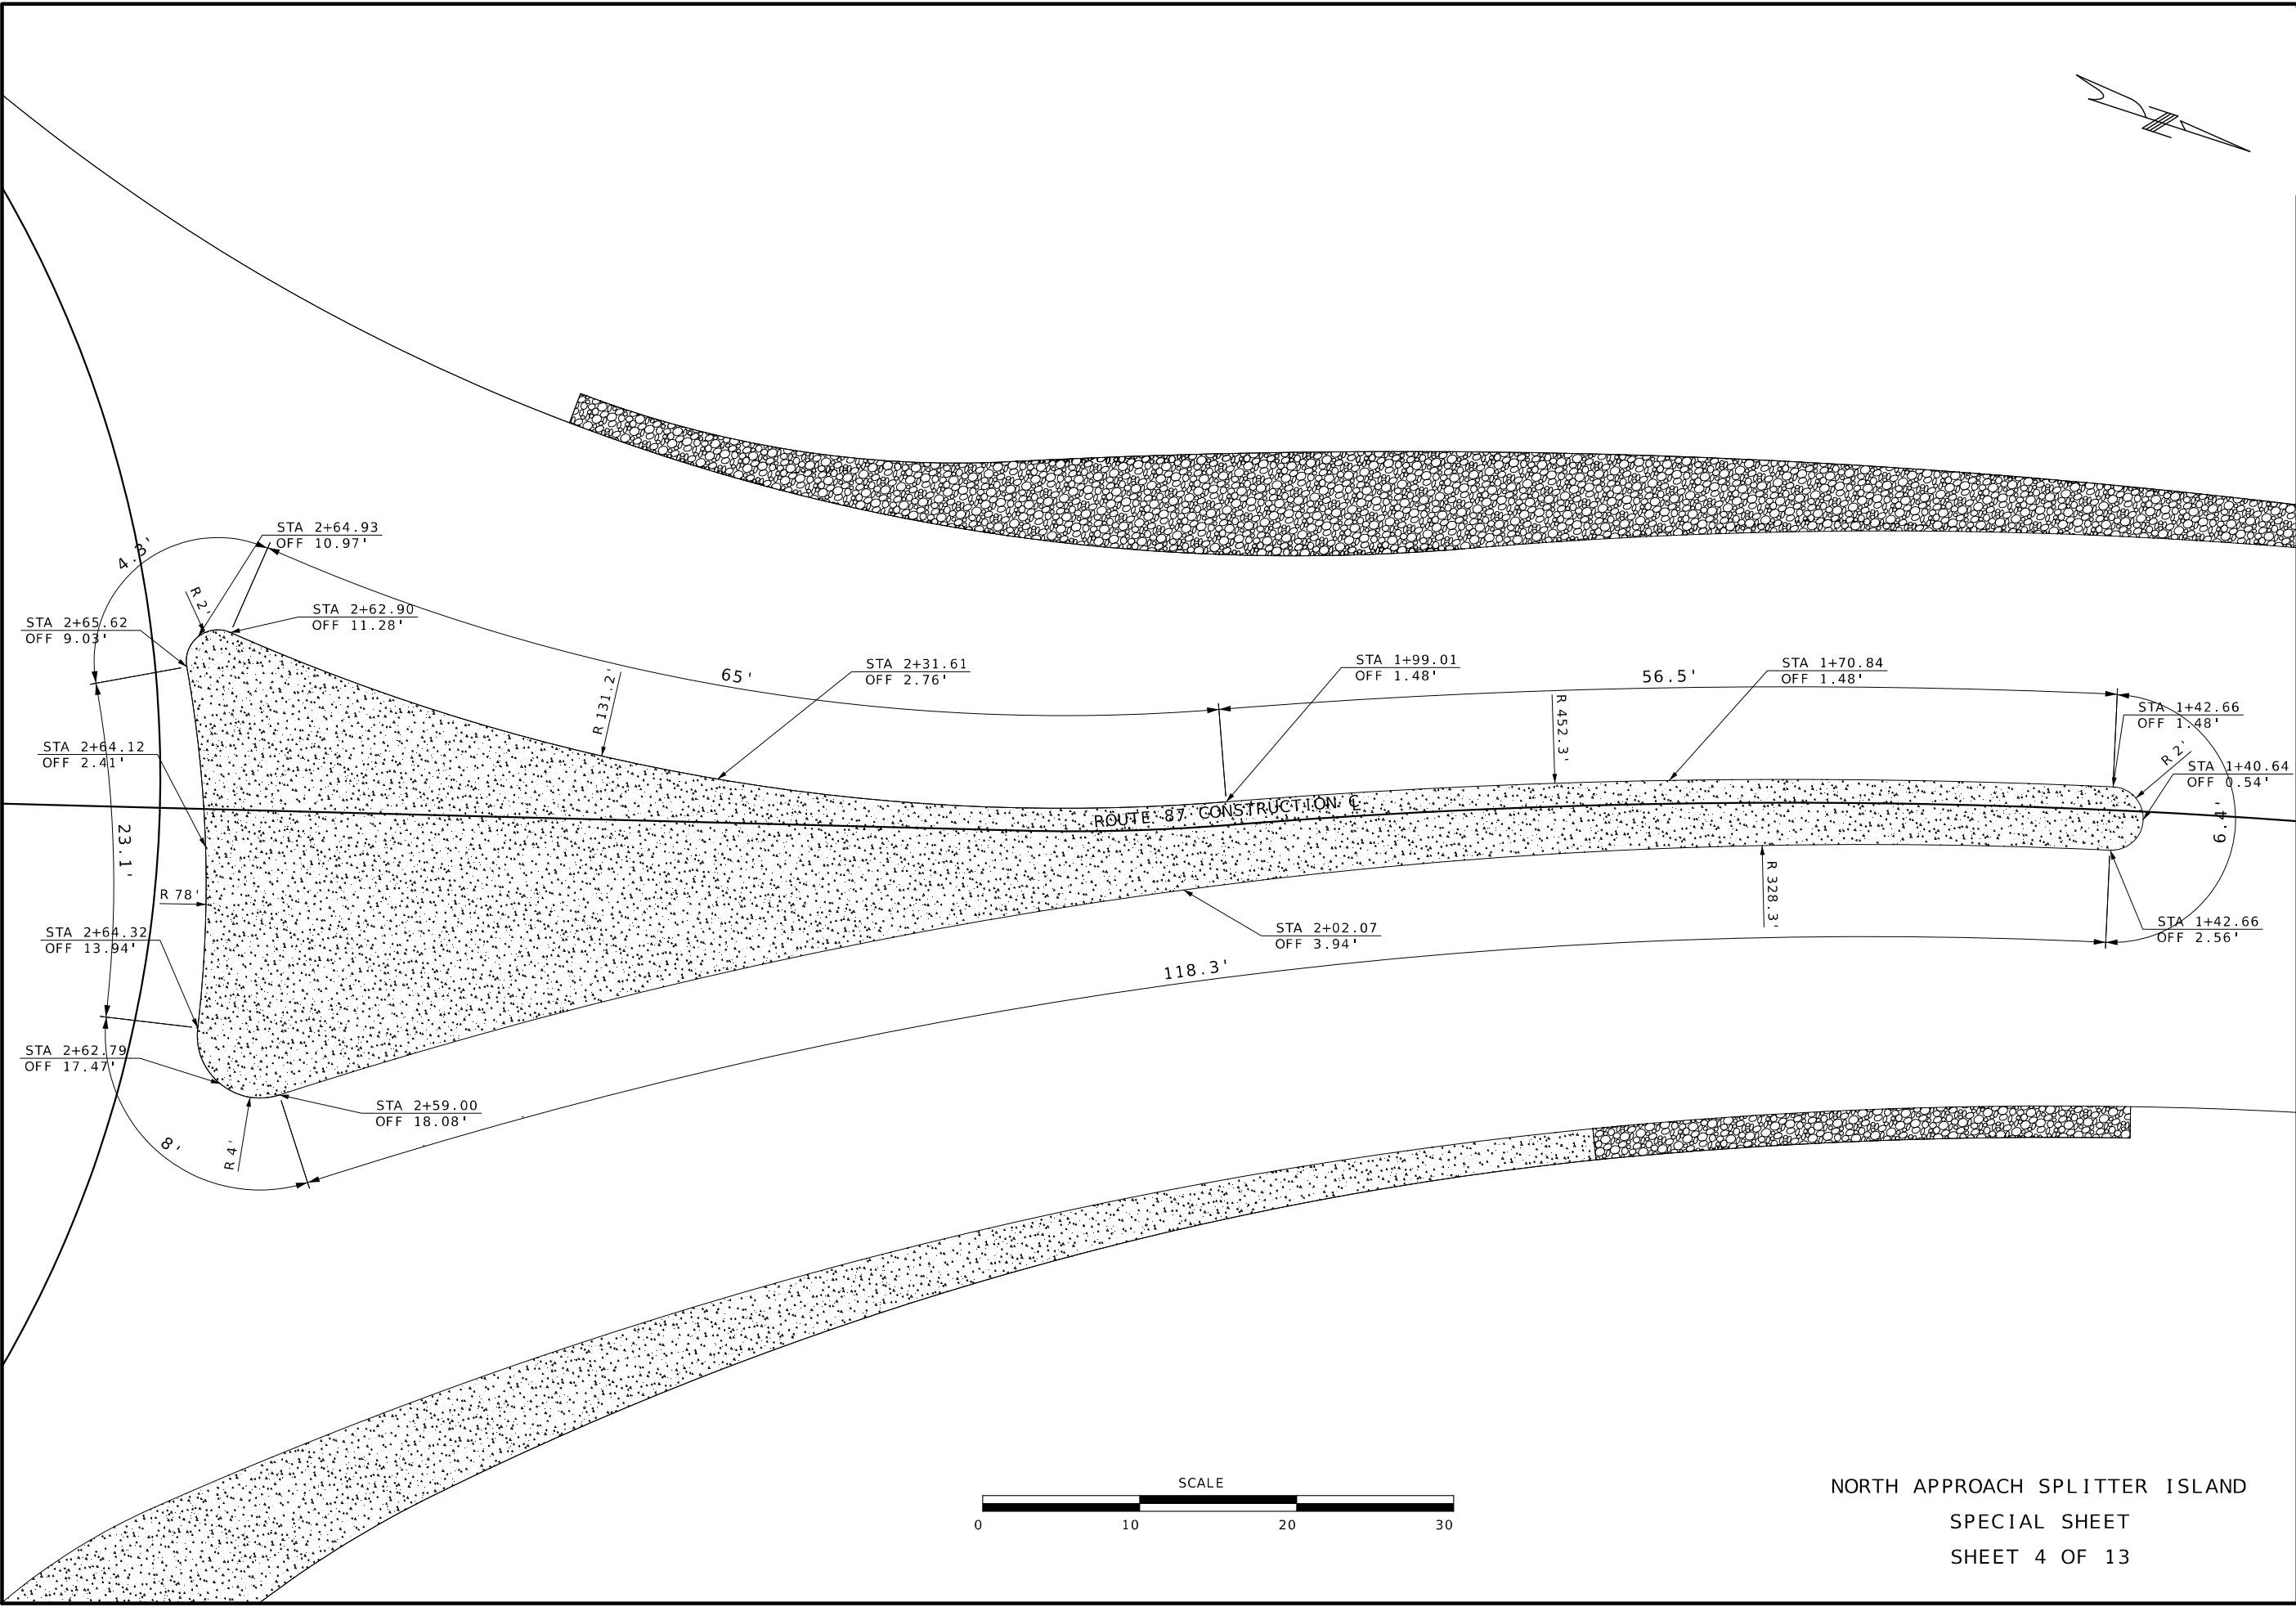 STA 2+64.93
OFF 10.97'
4.3'
R 2'
STA 2+62.90
OFF 11.28'
STA 2+65.62
OFF 9.03'
65'
R 131.2'
STA 2+31.61
OFF 2.76'
STA 1+99.01
OFF 1.48'
56.5'
R 452.3'
STA 1+70.84
OFF 1.48'
STA 1+42.66
OFF 1.48'
R 2'
STA 1+40.64
OFF 0.54'
6.4'
STA 2+64.12
OFF 2.41'
ROUTE 87 CONSTRUCTION ℄
23.1'
R 78'
R 328.3'
STA 2+64.32
OFF 13.94'
STA 2+02.07
OFF 3.94'
STA 1+42.66
OFF 2.56'
118.3'
STA 2+62.79
OFF 17.47'
STA 2+59.00
OFF 18.08'
8'
R 4'
SCALE
0 10 20 30
NORTH APPROACH SPLITTER ISLAND
SPECIAL SHEET
SHEET 4 OF 13